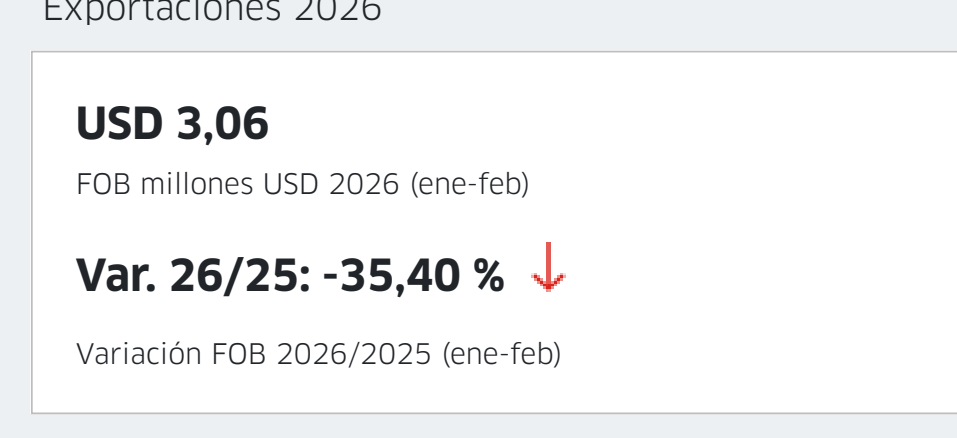 Exportaciones 2026
USD 3,06
FOB millones USD 2026 (ene-feb)
Var. 26/25: -35,40 %
Variación FOB 2026/2025 (ene-feb)